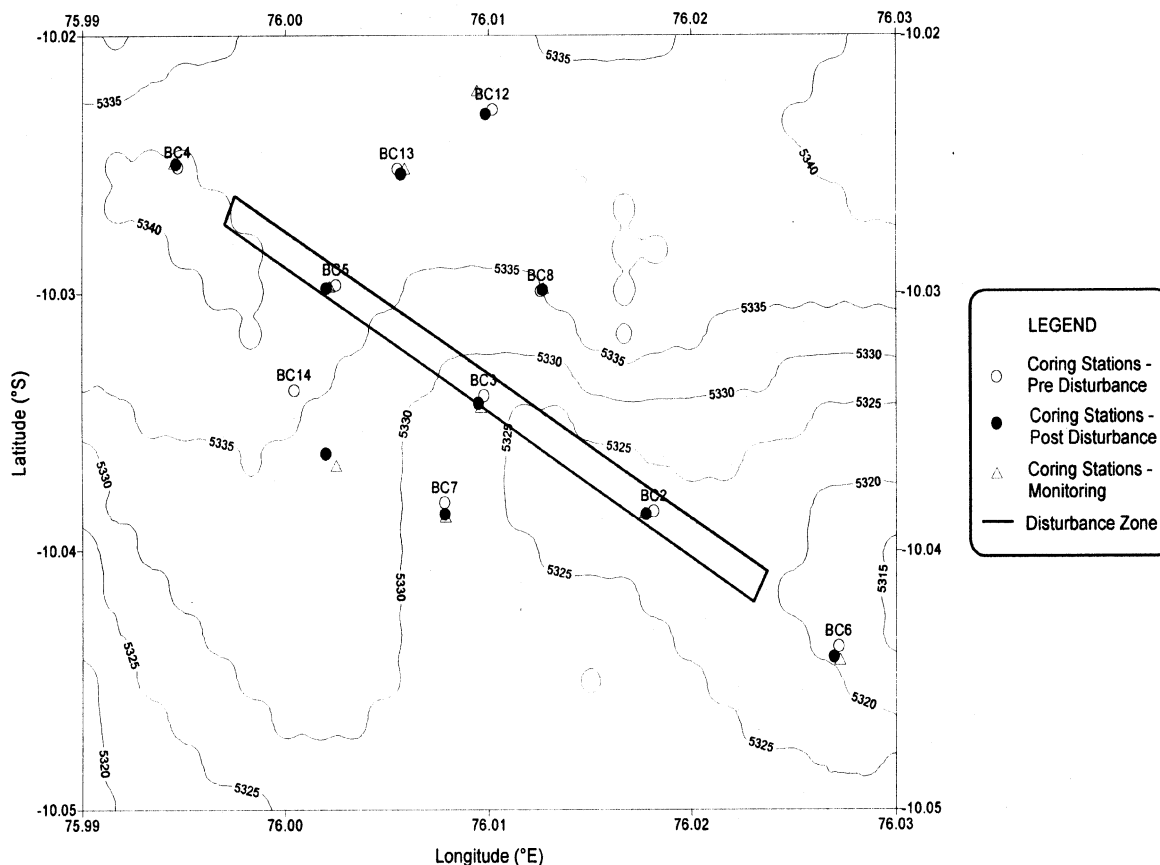 75.99 76.00 76.01 76.02 76.03
-10.02 -10.02
5335 5335
5335
BC12
BC4 BC13
5340
5340
BC5 5335 BC8
-10.03 -10.03
5335
5335
5330 5330
BC14 BC3
5330
5330 5325
5325 5325
5335
5330
5320
BC7 BC2
-10.04 -10.04
5325
5330 5315
BC6
5325
5320
5325
5320
5325
-10.05 -10.05
75.99 76.00 76.01 76.02 76.03
Latitude (°S)
Longitude (°E)
LEGEND
Coring Stations -
Pre Disturbance
Coring Stations -
Post Disturbance
Coring Stations -
Monitoring
Disturbance Zone